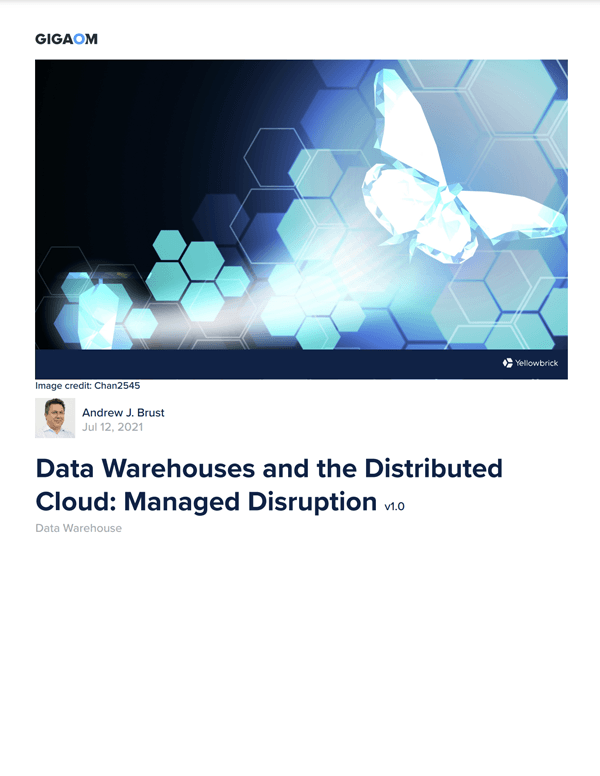 GIGAOM
Yellowbrick
Image credit: Chan2545
Andrew J. Brust
Jul 12, 2021
Data Warehouses and the Distributed
Cloud: Managed Disruption v1.0
Data Warehouse